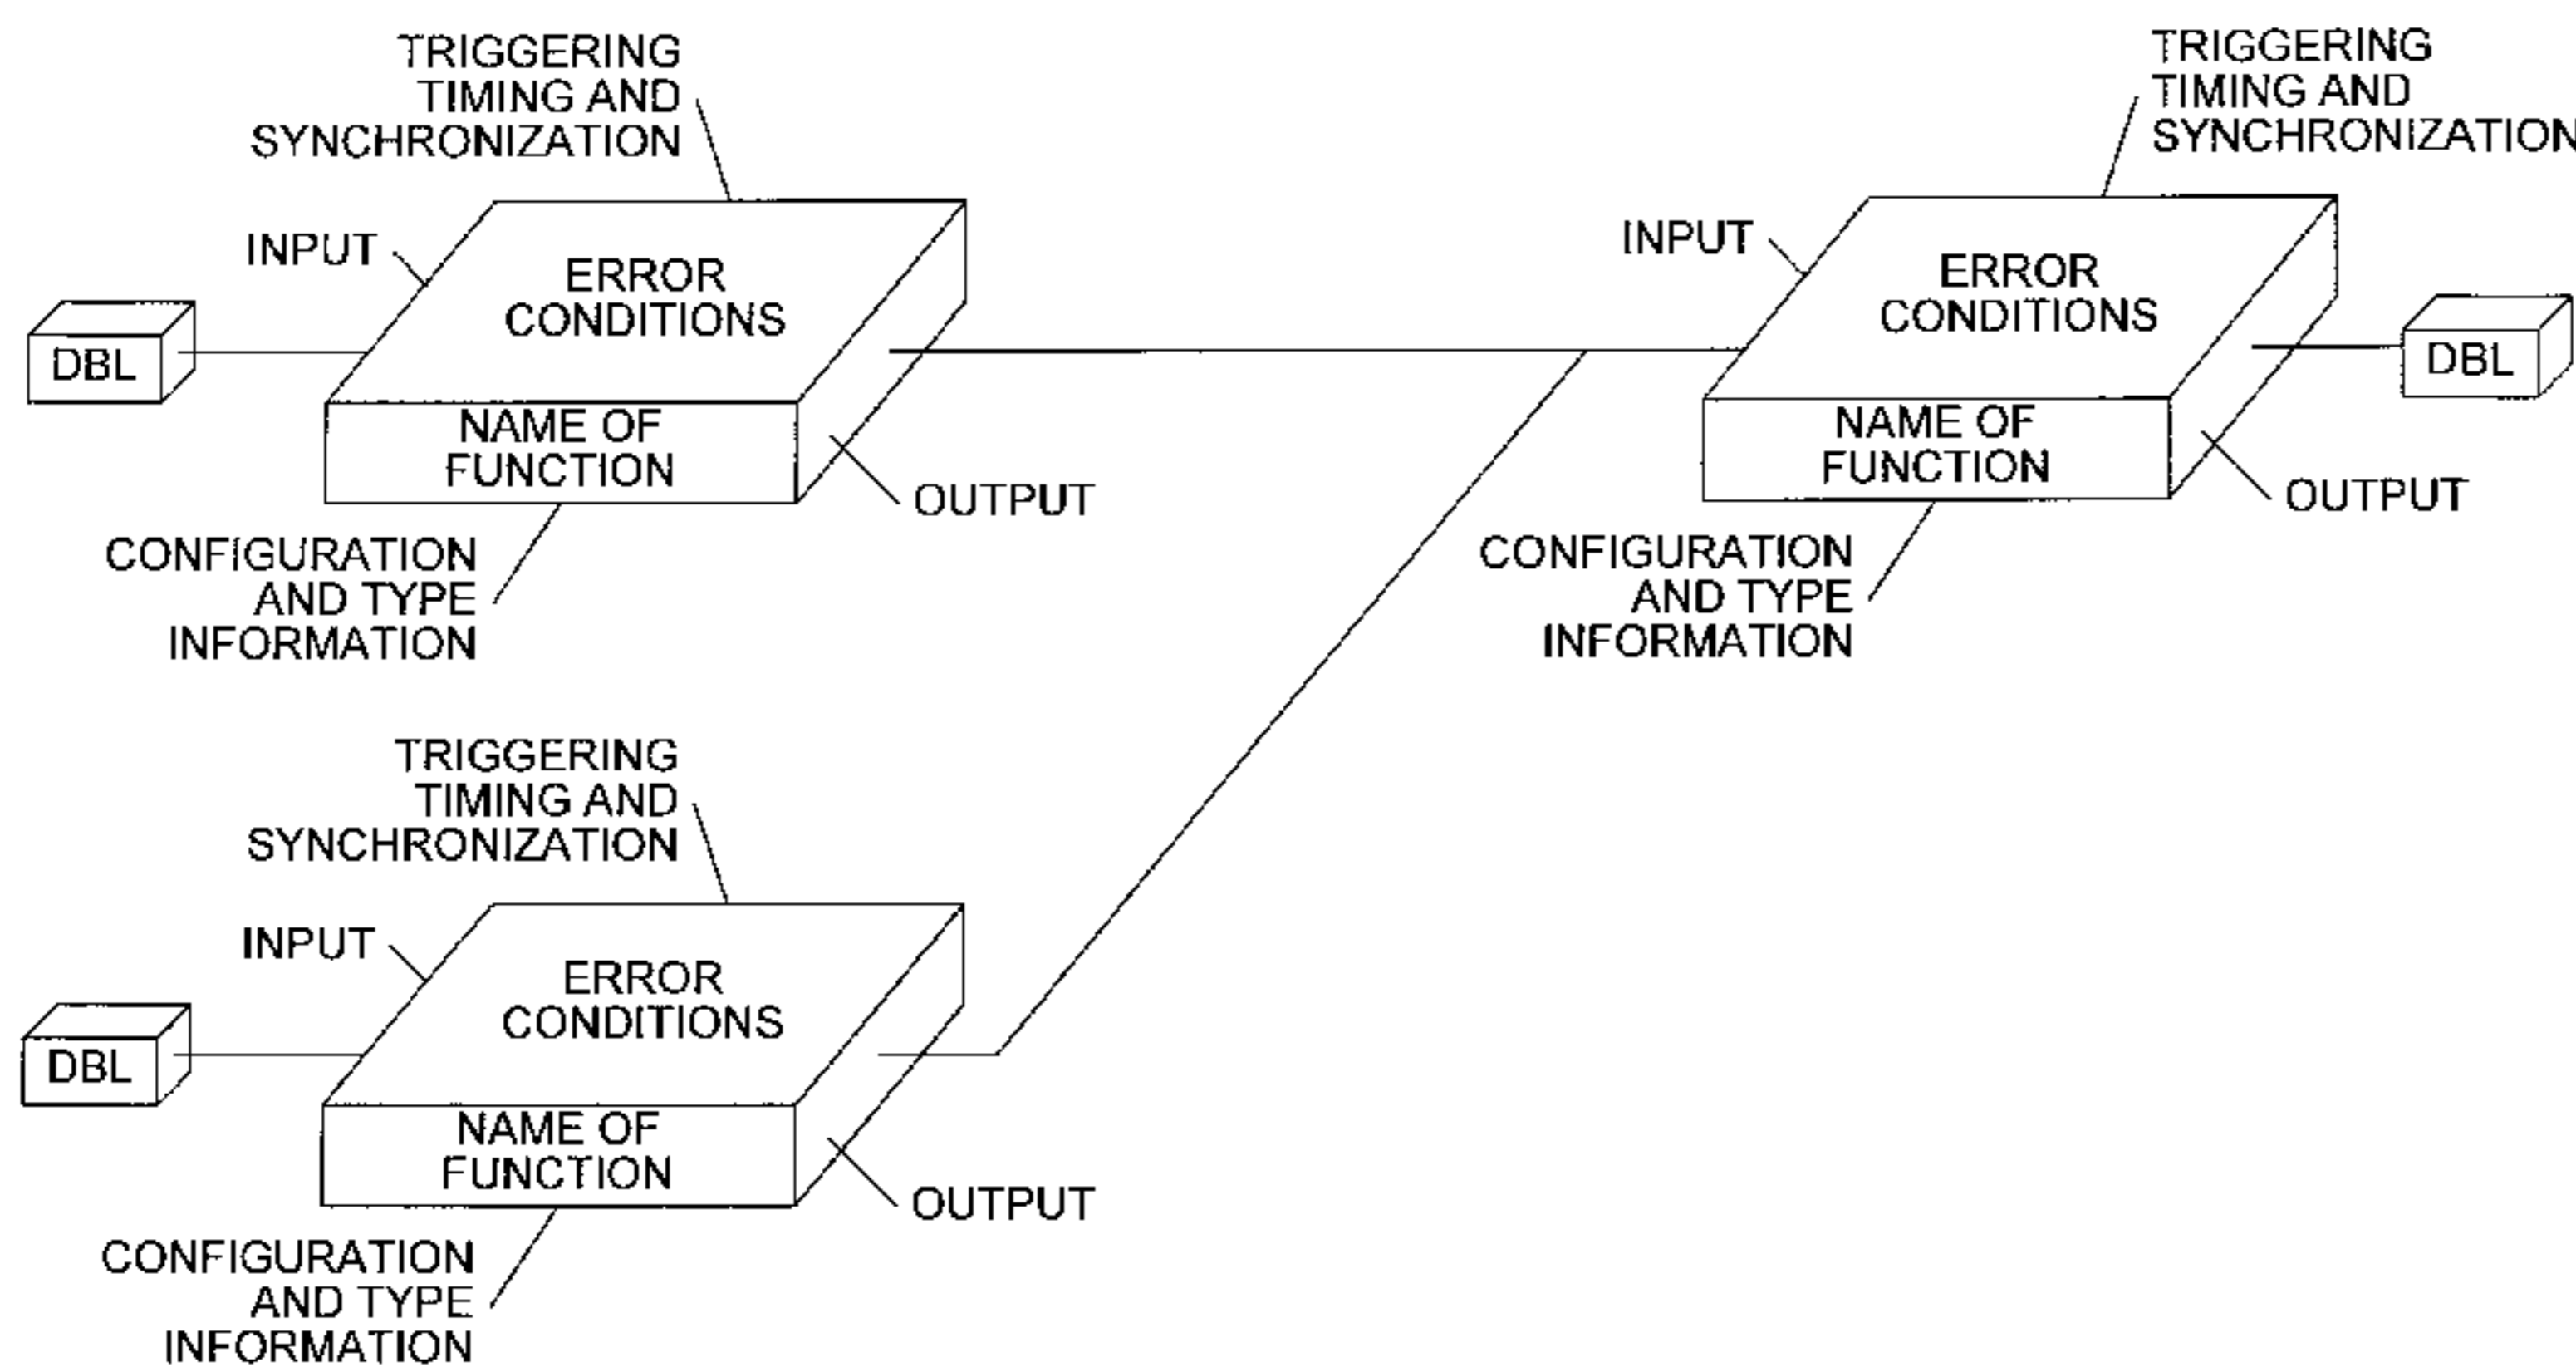 TRIGGERING
TIMING AND
SYNCHRONIZATION
INPUT
ERROR
CONDITIONS
DBL
NAME OF
FUNCTION
OUTPUT
CONFIGURATION
AND TYPE
INFORMATION
TRIGGERING
TIMING AND
SYNCHRONIZATION
INPUT
ERROR
CONDITIONS
DBL
NAME OF
FUNCTION
OUTPUT
CONFIGURATION
AND TYPE
INFORMATION
TRIGGERING
TIMING AND
SYNCHRONIZATION
INPUT
ERROR
CONDITIONS
DBL
NAME OF
FUNCTION
OUTPUT
CONFIGURATION
AND TYPE
INFORMATION